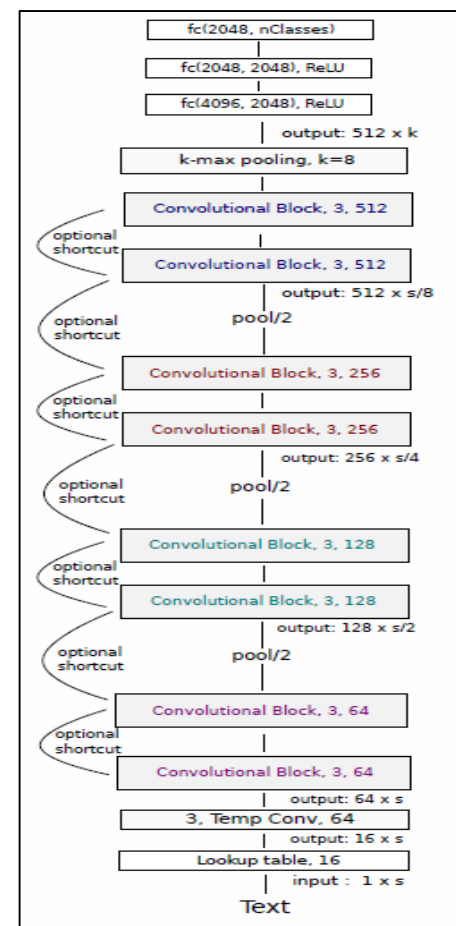 fc(2048, nClasses)
fc(2048, 2048), ReLU
fc(4096, 2048), ReLU
output: 512 x k
k-max pooling, k=8
Convolutional Block, 3, 512
optional
shortcut
Convolutional Block, 3, 512
output: 512 x s/8
pool/2
optional
shortcut
Convolutional Block, 3, 256
optional
shortcut
Convolutional Block, 3, 256
output: 256 x s/4
pool/2
optional
shortcut
Convolutional Block, 3, 128
optional
shortcut
Convolutional Block, 3, 128
output: 128 x s/2
pool/2
optional
shortcut
Convolutional Block, 3, 64
optional
shortcut
Convolutional Block, 3, 64
output: 64 x s
3, Temp Conv, 64
output: 16 x s
Lookup table, 16
input : 1 x s
Text